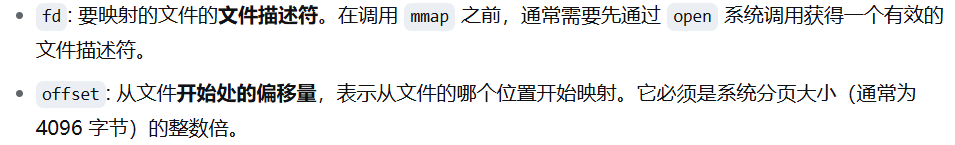 • fd: 要映射的文件的文件描述符。在调用 mmap 之前，通常需要先通过 open 系统调用获得一个有效的
文件描述符。
• offset: 从文件开始处的偏移量，表示从文件的哪个位置开始映射。它必须是系统分页大小（通常为
4096 字节）的整数倍。